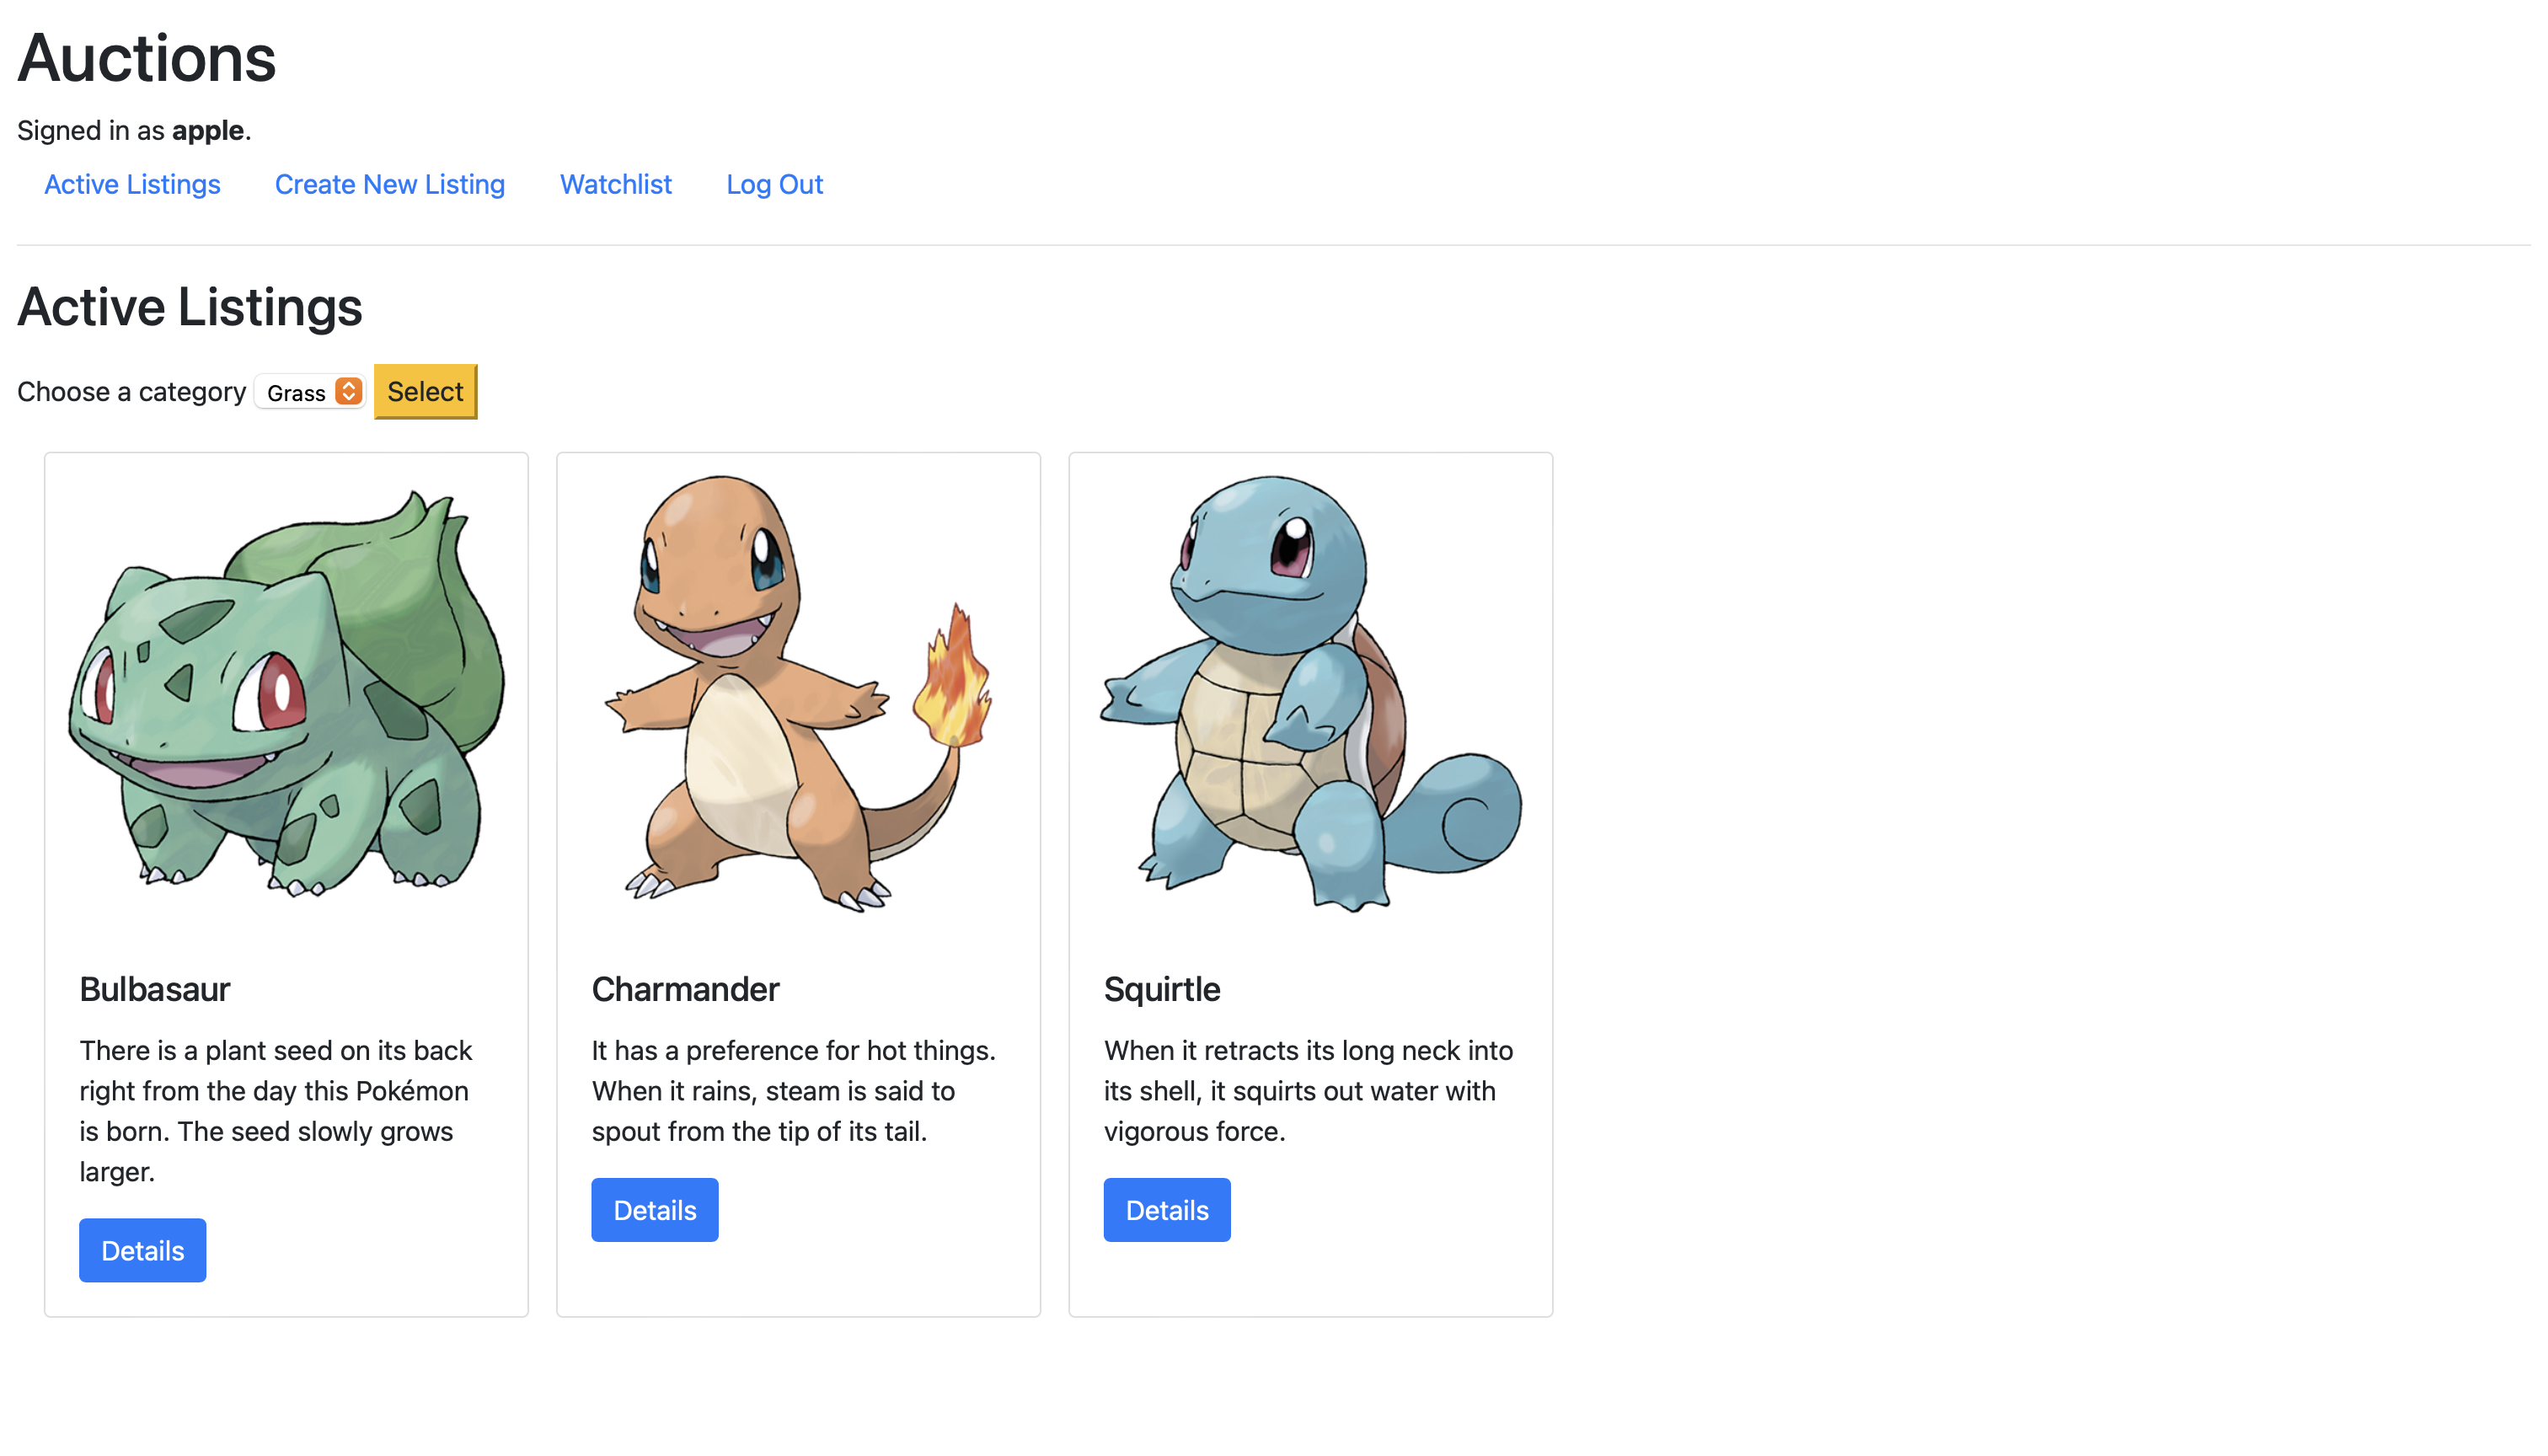 Auctions
Signed in as apple.
Active Listings Create New Listing Watchlist Log Out
Active Listings
Choose a category Grass Select
Bulbasaur
There is a plant seed on its back
right from the day this Pokémon
is born. The seed slowly grows
larger.
Details
Charmander
It has a preference for hot things.
When it rains, steam is said to
spout from the tip of its tail.
Details
Squirtle
When it retracts its long neck into
its shell, it squirts out water with
vigorous force.
Details